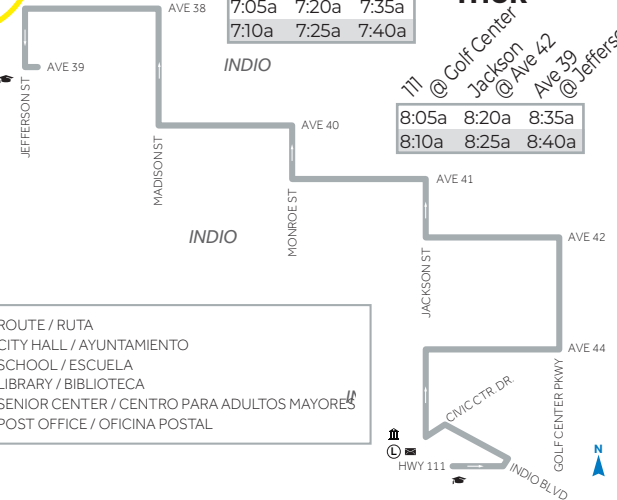 AVE 38
7:05a 7:20a 7:35a
7:10a 7:25a 7:40a
AVE 39
INDIO
JEFFERSON ST
111 @ Golf Center
Jackson @ Ave 42
Ave 39 @ Jefferso
8:05a 8:20a 8:35a
8:10a 8:25a 8:40a
MADISON ST
AVE 40
MONROE ST
AVE 41
INDIO
JACKSON ST
AVE 42
ROUTE / RUTA
CITY HALL / AYUNTAMIENTO
SCHOOL / ESCUELA
LIBRARY / BIBLIOTECA
SENIOR CENTER / CENTRO PARA ADULTOS MAYORES
POST OFFICE / OFICINA POSTAL
AVE 44
GOLF CENTER PKWY
CIVIC CTR. DR.
L
HWY 111
INDIO BLVD
N